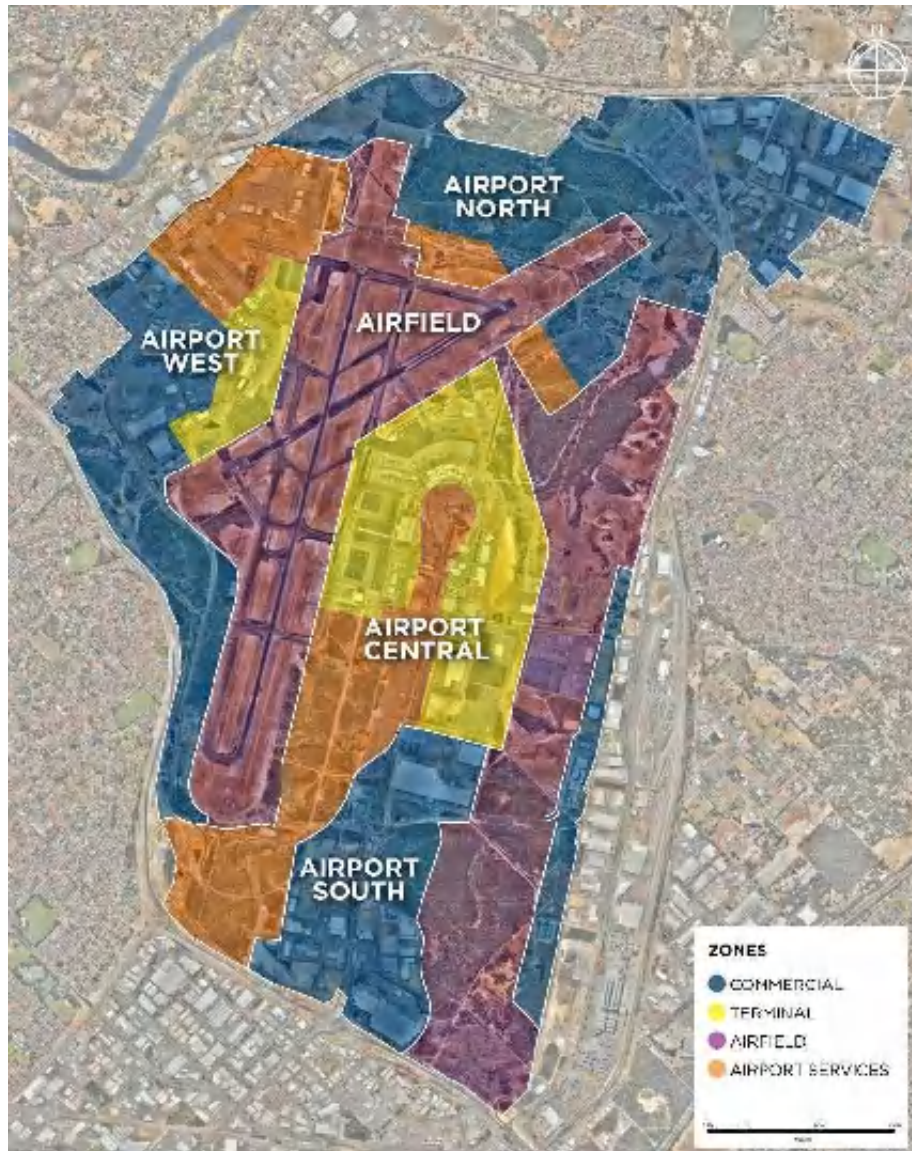 AIRPORT
NORTH
AIRFIELD
AIRPORT
WEST
AIRPORT
CENTRAL
AIRPORT
SOUTH
ZONES
COMMERCIAL
TERMINAL
AIRFIELD
AIRPORT SERVICES